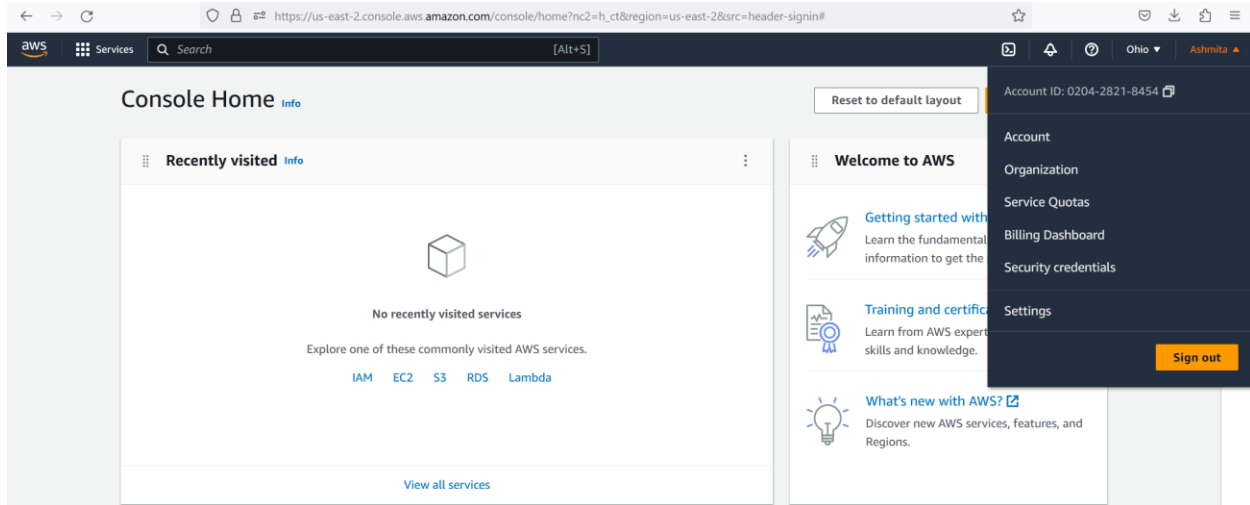 https://us-east-2.console.aws.amazon.com/console/home?nc2=h_ct&region=us-east-2&src=header-signin#
aws Services Search [Alt+S] Ohio Ashmita
Console Home Info
Reset to default layout
Account ID: 0204-2821-8454
Account
Organization
Service Quotas
Billing Dashboard
Security credentials
Settings
Sign out
Recently visited Info
No recently visited services
Explore one of these commonly visited AWS services.
IAM EC2 S3 RDS Lambda
View all services
Welcome to AWS
Getting started with
Learn the fundamental
information to get the
Training and certific
Learn from AWS expert
skills and knowledge.
What's new with AWS?
Discover new AWS services, features, and
Regions.